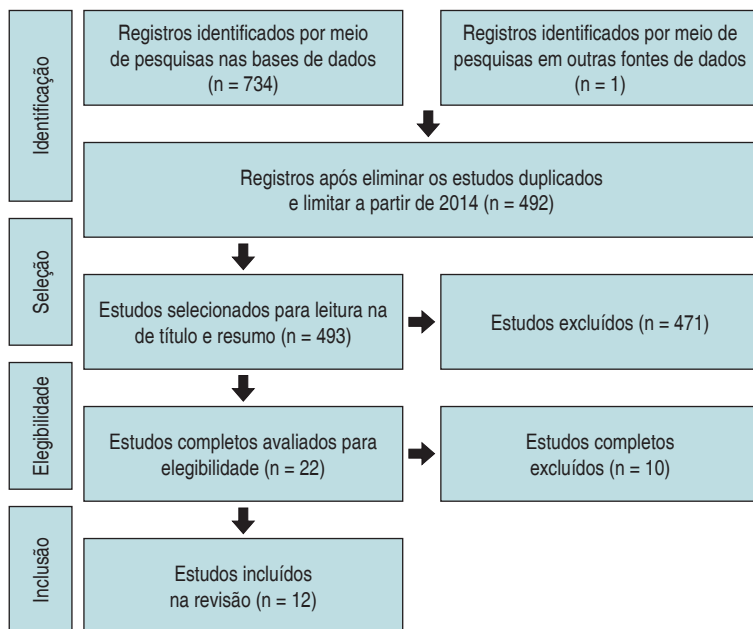 Identificação
Registros identificados por meio
de pesquisas nas bases de dados
(n = 734)
Registros identificados por meio de
pesquisas em outras fontes de dados
(n = 1)
Registros após eliminar os estudos duplicados
e limitar a partir de 2014 (n = 492)
Seleção
Estudos selecionados para leitura na
de título e resumo (n = 493)
Estudos excluídos (n = 471)
Elegibilidade
Estudos completos avaliados para
elegibilidade (n = 22)
Estudos completos
excluídos (n = 10)
Inclusão
Estudos incluídos
na revisão (n = 12)